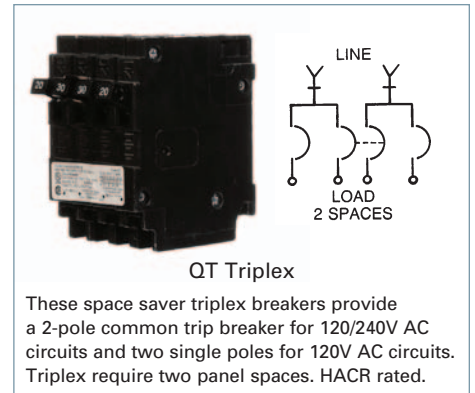 20 30 30 20
LINE
LOAD
2 SPACES
QT Triplex
These space saver triplex breakers provide
a 2-pole common trip breaker for 120/240V AC
circuits and two single poles for 120V AC circuits.
Triplex require two panel spaces. HACR rated.